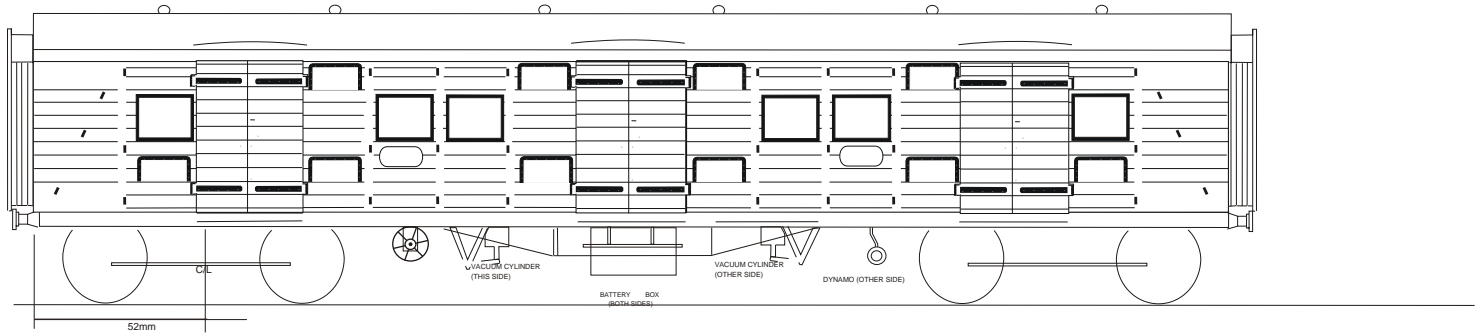 C/L
VACUUM CYLINDER
(THIS SIDE)
VACUUM CYLINDER
(OTHER SIDE)
DYNAMO (OTHER SIDE)
BATTERY BOX
(BOTH SIDES)
52mm